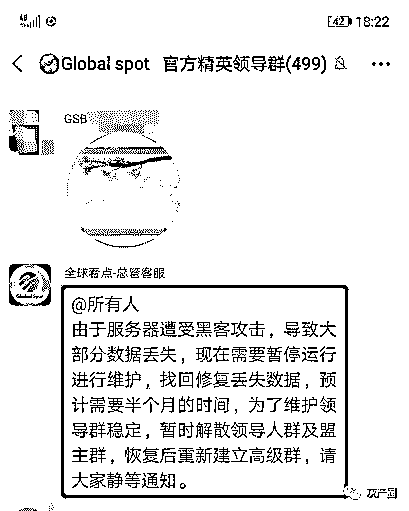 42 18:22
Global spot 官方精英领导群(499)
GSB
全球看点-总管客服
@所有人
由于服务器遭受黑客攻击，导致大
部分数据丢失，现在需要暂停运行
进行维护，找回修复丢失数据，预
计需要半个月的时间，为了维护领
导群稳定，暂时解散领导人群及盟
主群，恢复后重新建立高级群，请
大家静等通知。